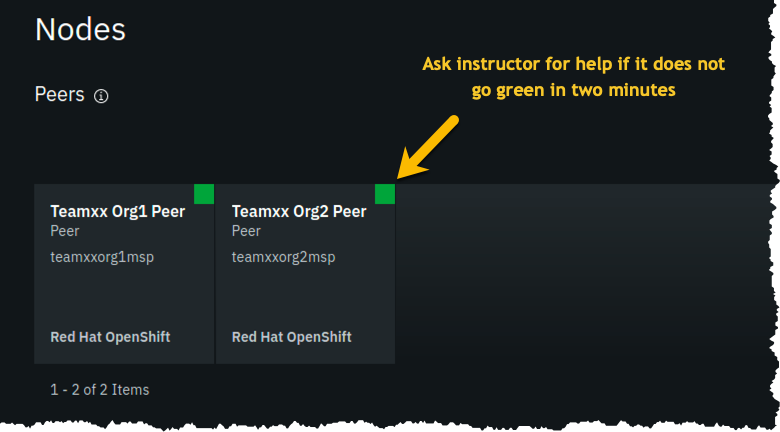 Nodes
Ask instructor for help if it does not
go green in two minutes
Peers
Teamxx Org1 Peer
Peer
teamxxorg1msp
Red Hat OpenShift
Teamxx Org2 Peer
Peer
teamxxorg2msp
Red Hat OpenShift
1 - 2 of 2 Items